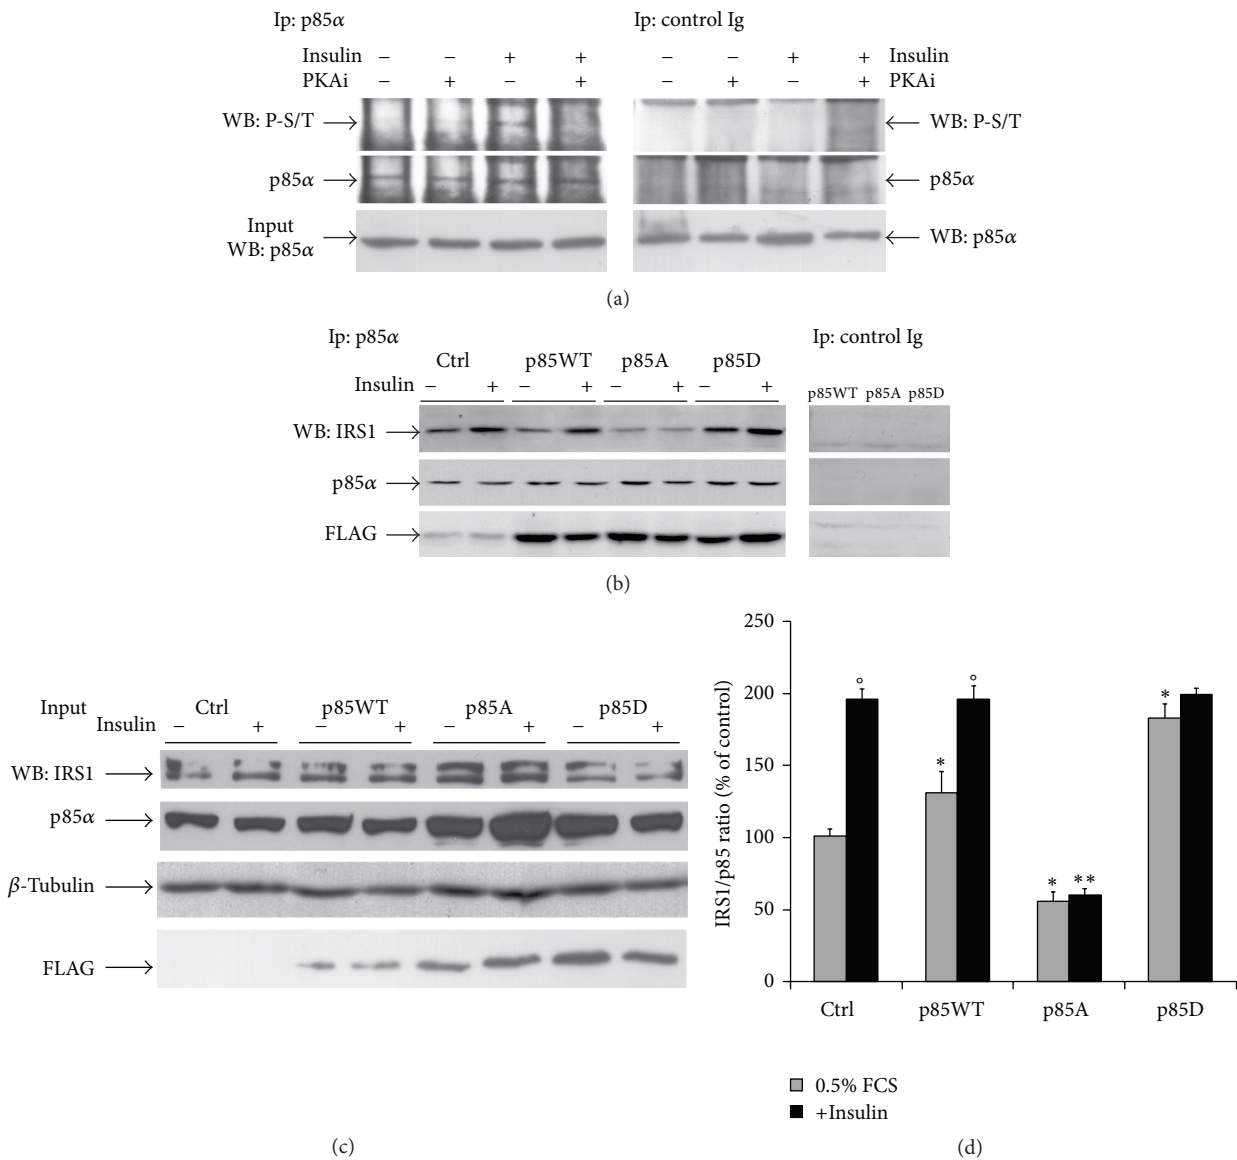 Ip: p85α
Ip: control Ig
Insulin − − + + − − + + Insulin
PKAi − + − + − + − + PKAi
WB: P-S/T
WB: P-S/T
p85α
p85α
Input
WB: p85α
WB: p85α
(a)
Ip: p85α
Ip: control Ig
Ctrl p85WT p85A p85D
Insulin − + − + − + − +
p85WT p85A p85D
WB: IRS1
p85α
FLAG
(b)
Input
Ctrl p85WT p85A p85D
Insulin − + − + − + − +
WB: IRS1
p85α
β-Tubulin
FLAG
(c)
IRS1/p85 ratio (% of control)
250
200
150
100
50
0
° * ° * ** *
Ctrl p85WT p85A p85D
0.5% FCS
+Insulin
(d)